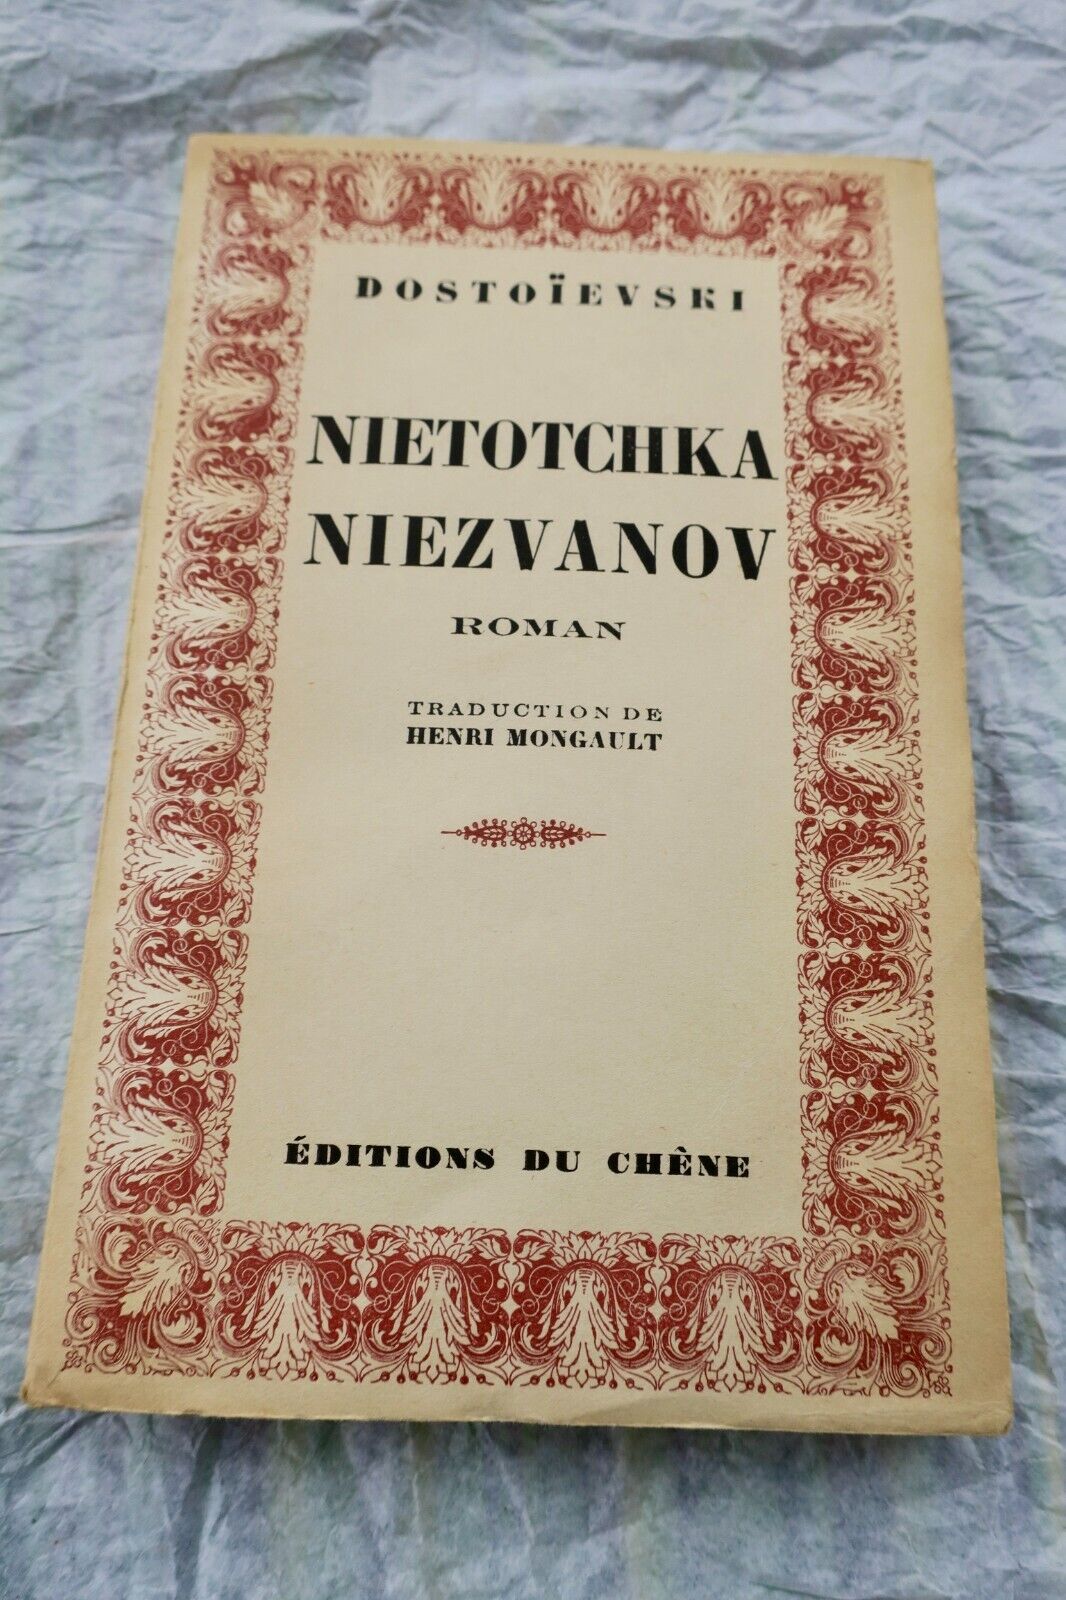 DOSTOÏEVSKI
NIETOTCHKA
NIEZVANOV
ROMAN
TRADUCTION DE
HENRI MONGAULT
ÉDITIONS DU CHÊNE